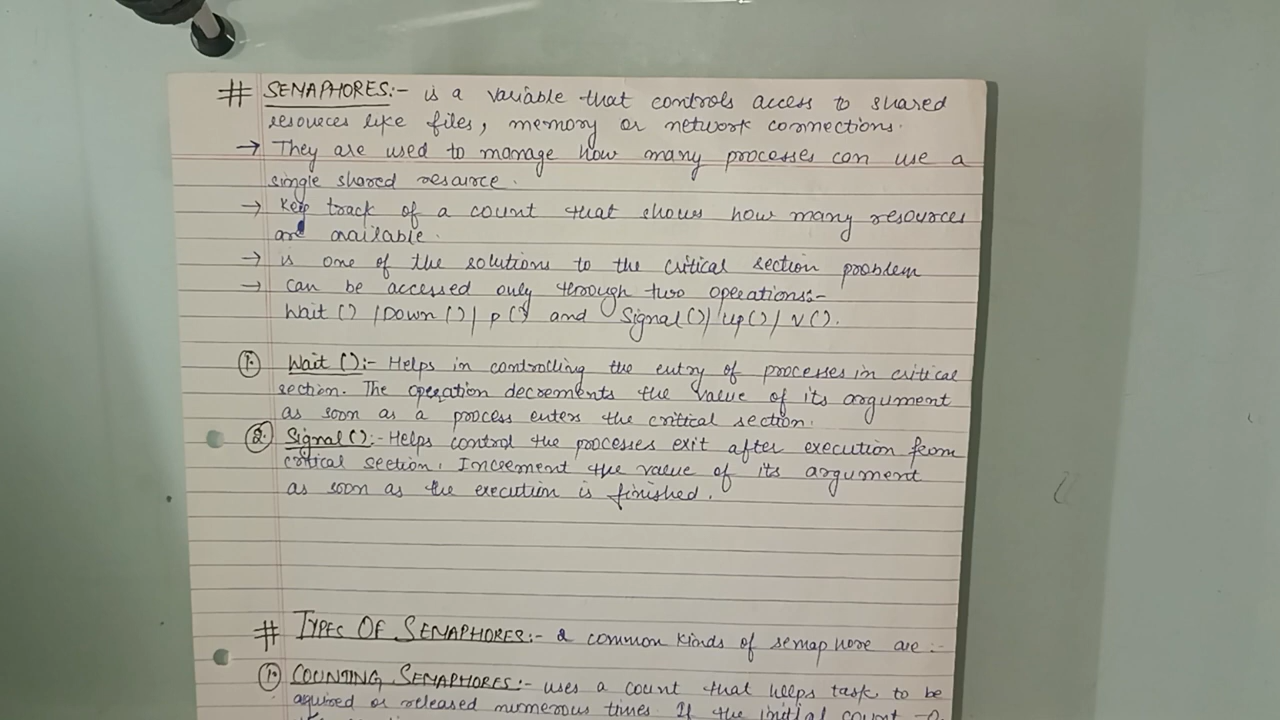 # SEMAPHORES:- is a variable that controls access to shared
resources like files, memory or network connections.
→ They are used to manage how many processes can use a
single shared resource.
→ Keep track of a count that shows how many resources
are available.
→ is one of the solutions to the critical section problem
→ can be accessed only through two operations:-
Wait () / Down () / P () and Signal () / Up () / V ().
1. Wait ():- Helps in controlling the entry of processes in critical
section. The operation decrements the value of its argument
as soon as a process enters the critical section.
2. Signal ():- Helps control the processes exit after execution from
critical section. Increment the value of its argument
as soon as the execution is finished.
# TYPES OF SEMAPHORES:- 2 common kinds of semaphore are :-
1. COUNTING SEMAPHORES:- uses a count that helps task to be
aquired or released numerous times. If the initial count =0